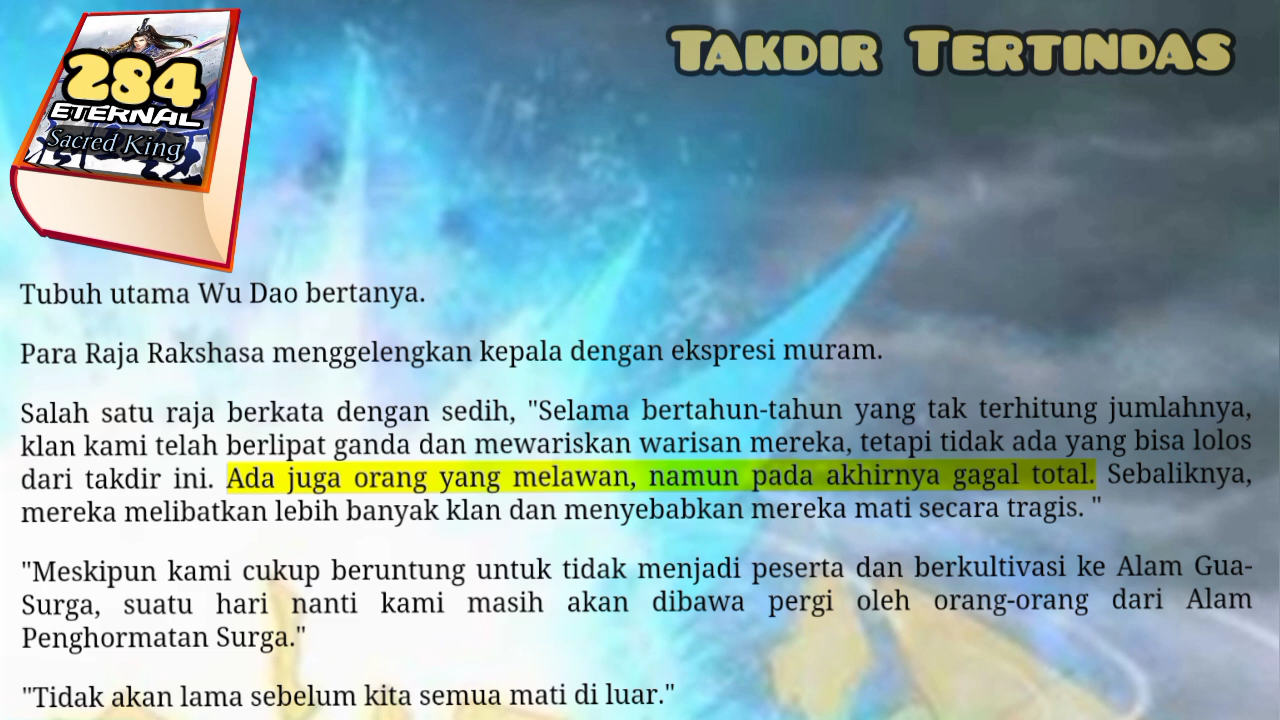 284
ETERNAL
Sacred King
TAKDIR TERTINDAS
Tubuh utama Wu Dao bertanya.
Para Raja Rakshasa menggelengkan kepala dengan ekspresi muram.
Salah satu raja berkata dengan sedih, "Selama bertahun-tahun yang tak terhitung jumlahnya,
klan kami telah berlipat ganda dan mewariskan warisan mereka, tetapi tidak ada yang bisa lolos
dari takdir ini. Ada juga orang yang melawan, namun pada akhirnya gagal total. Sebaliknya,
mereka melibatkan lebih banyak klan dan menyebabkan mereka mati secara tragis. "
"Meskipun kami cukup beruntung untuk tidak menjadi peserta dan berkultivasi ke Alam Gua-
Surga, suatu hari nanti kami masih akan dibawa pergi oleh orang-orang dari Alam
Penghormatan Surga."
"Tidak akan lama sebelum kita semua mati di luar."